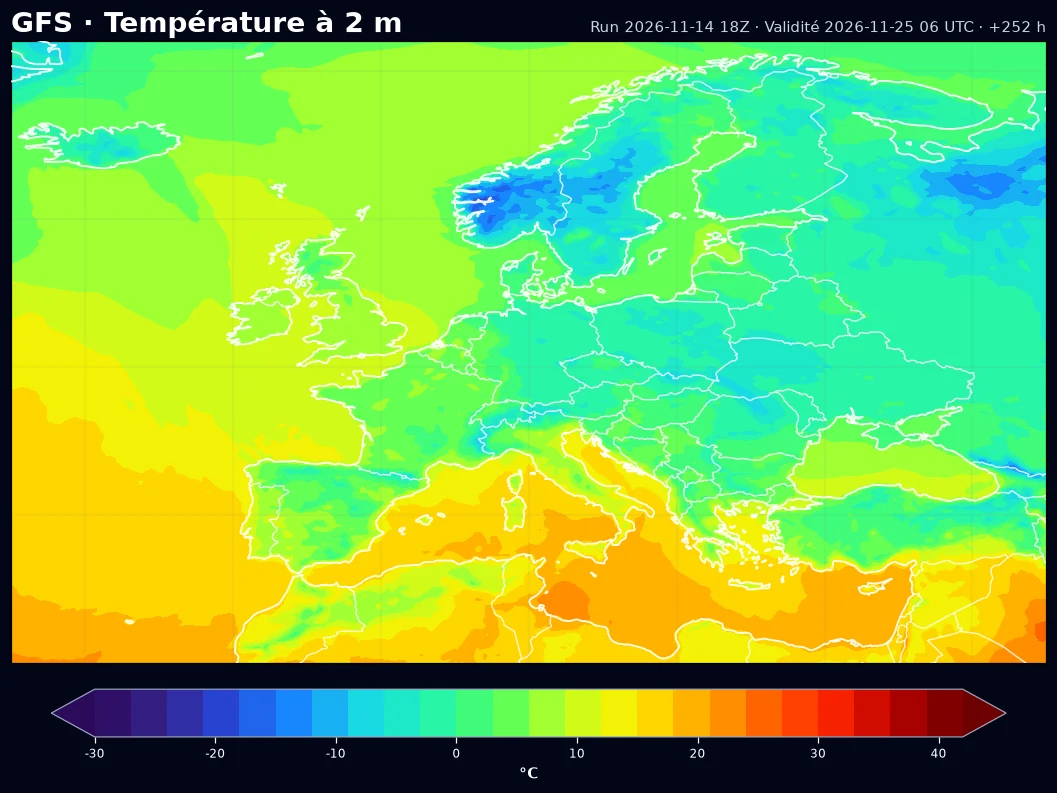 GFS · Température à 2 m
Run 2026-11-14 18Z · Validité 2026-11-25 06 UTC · +252 h
-30 -20 -10 0 10 20 30 40
°C